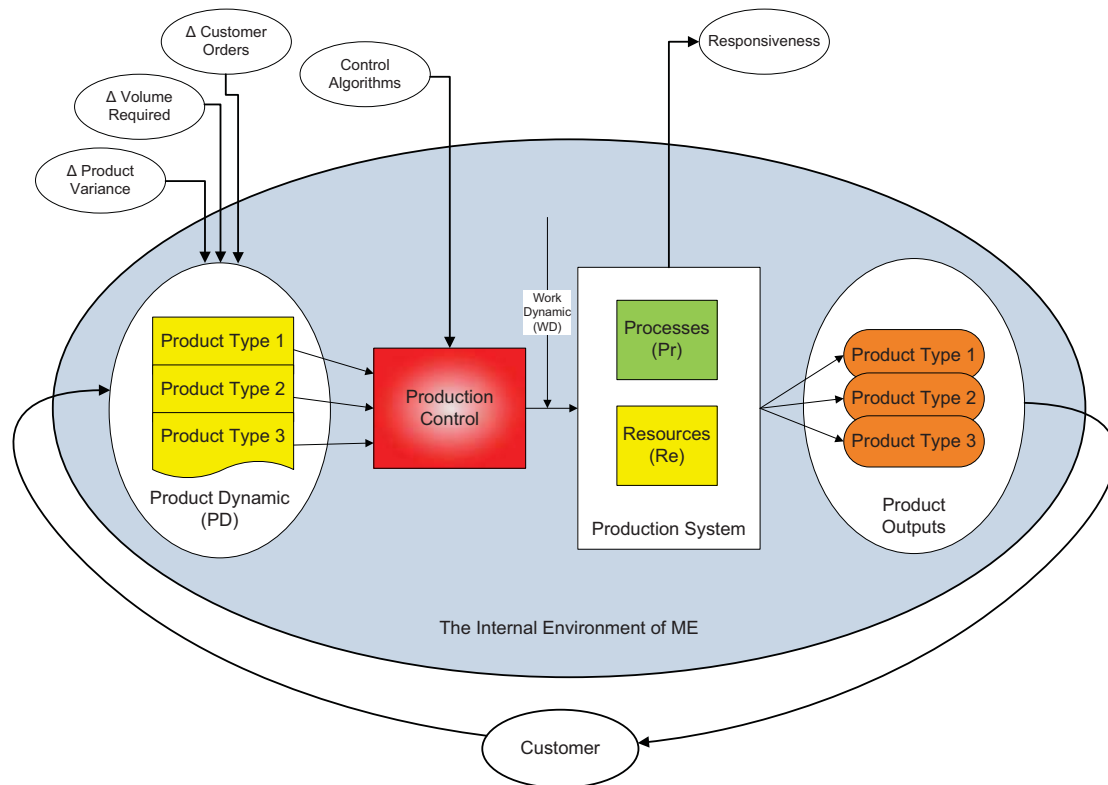 Δ Customer
Orders
Δ Volume
Required
Δ Product
Variance
Control
Algorithms
Responsiveness
Product Type 1
Product Type 2
Product Type 3
Product Dynamic
(PD)
Production
Control
Work
Dynamic
(WD)
Processes
(Pr)
Resources
(Re)
Production System
Product Type 1
Product Type 2
Product Type 3
Product
Outputs
The Internal Environment of ME
Customer